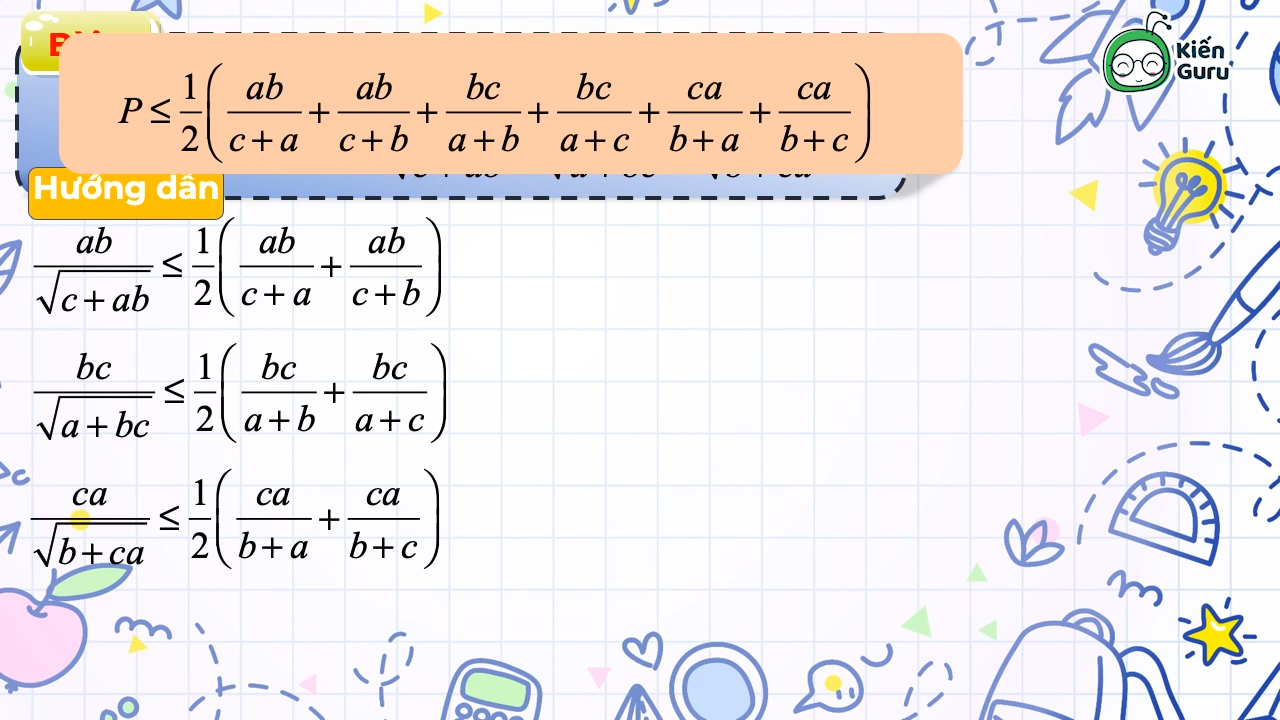 P ≤ 1/2 ( ab/(c+a) + ab/(c+b) + bc/(a+b) + bc/(a+c) + ca/(b+a) + ca/(b+c) )
Kiến
Guru
Hướng dẫn
ab/√(c+ab) ≤ 1/2 ( ab/(c+a) + ab/(c+b) )
bc/√(a+bc) ≤ 1/2 ( bc/(a+b) + bc/(a+c) )
ca/√(b+ca) ≤ 1/2 ( ca/(b+a) + ca/(b+c) )